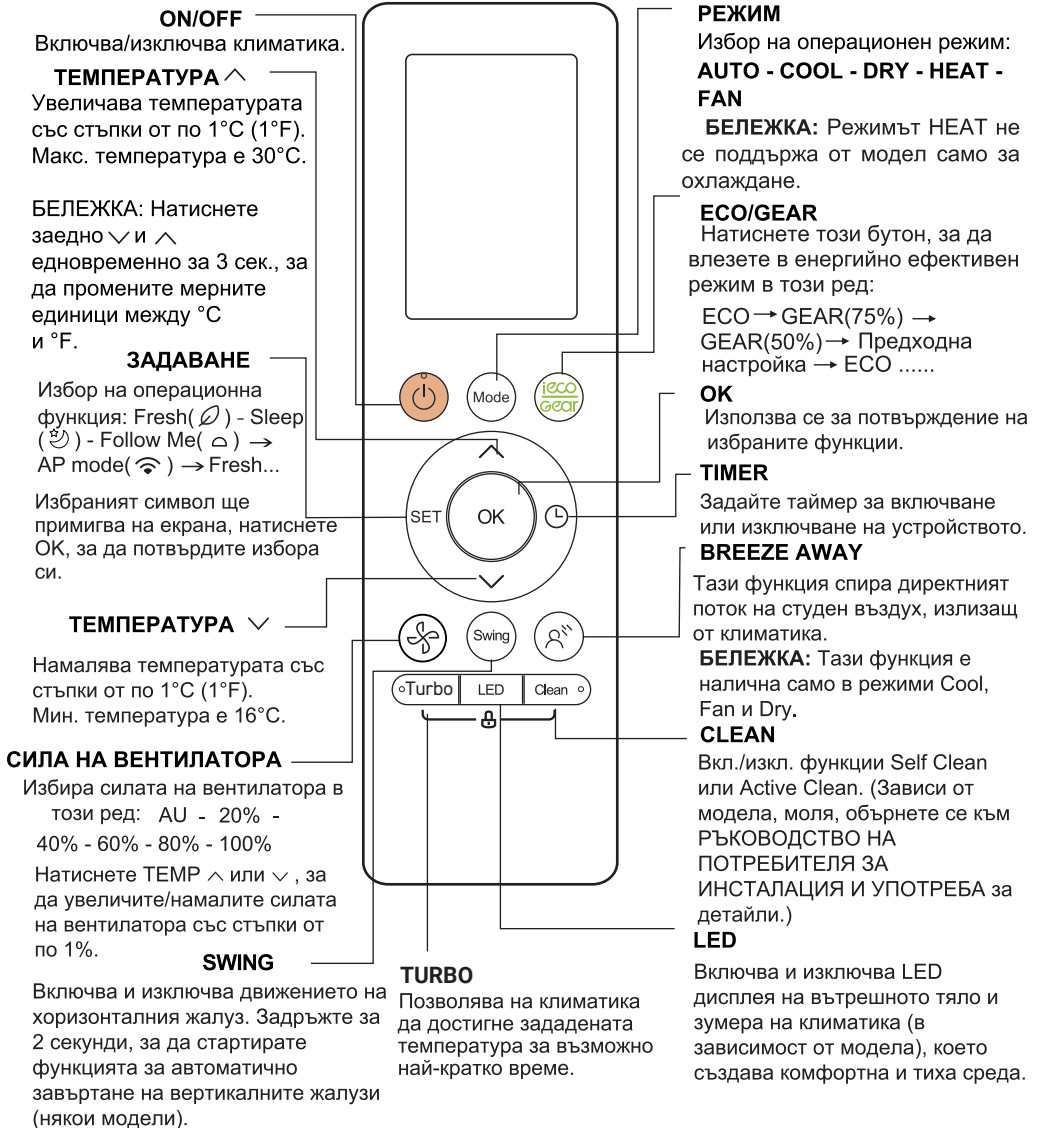 ON/OFF
Включва/изключва климатика.
ТЕМПЕРАТУРА
Увеличава температурата
със стъпки от по 1°C (1°F).
Макс. температура е 30°C.
БЕЛЕЖКА: Натиснете
заедно и
едновременно за 3 сек., за
да промените мерните
единици между °C
и °F.
ЗАДАВАНЕ
Избор на операционна
функция: Fresh( ) - Sleep
( ) - Follow Me( ) →
AP mode( ) → Fresh...
Избраният символ ще
примигва на екрана, натиснете
OK, за да потвърдите избора
си.
ТЕМПЕРАТУРА
Намалява температурата със
стъпки от по 1°C (1°F).
Мин. температура е 16°C.
СИЛА НА ВЕНТИЛАТОРА
Избира силата на вентилатора в
този ред: AU - 20% -
40% - 60% - 80% - 100%
Натиснете TEMP или , за
да увеличите/намалите силата
на вентилатора със стъпки от
по 1%.
SWING
Включва и изключва движението на
хоризонталния жалуз. Задръжте за
2 секунди, за да стартирате
функцията за автоматично
завъртане на вертикалните жалузи
(някои модели).
Mode
ieco
Gear
SET
OK
Swing
Turbo
LED
Clean
TURBO
Позволява на климатика
да достигне зададената
температура за възможно
най-кратко време.
РЕЖИМ
Избор на операционен режим:
AUTO - COOL - DRY - HEAT -
FAN
БЕЛЕЖКА: Режимът HEAT не
се поддържа от модел само за
охлаждане.
ECO/GEAR
Натиснете този бутон, за да
влезете в енергийно ефективен
режим в този ред:
ECO → GEAR(75%) →
GEAR(50%) → Предходна
настройка → ECO ......
OK
Използва се за потвърждение на
избраните функции.
TIMER
Задайте таймер за включване
или изключване на устройството.
BREEZE AWAY
Тази функция спира директният
поток на студен въздух, излизащ
от климатика.
БЕЛЕЖКА: Тази функция е
налична само в режими Cool,
Fan и Dry.
CLEAN
Вкл./изкл. функции Self Clean
или Active Clean. (Зависи от
модела, моля, обърнете се към
РЪКОВОДСТВО НА
ПОТРЕБИТЕЛЯ ЗА
ИНСТАЛАЦИЯ И УПОТРЕБА за
детайли.)
LED
Включва и изключва LED
дисплея на вътрешното тяло и
зумера на климатика (в
зависимост от модела), което
създава комфортна и тиха среда.